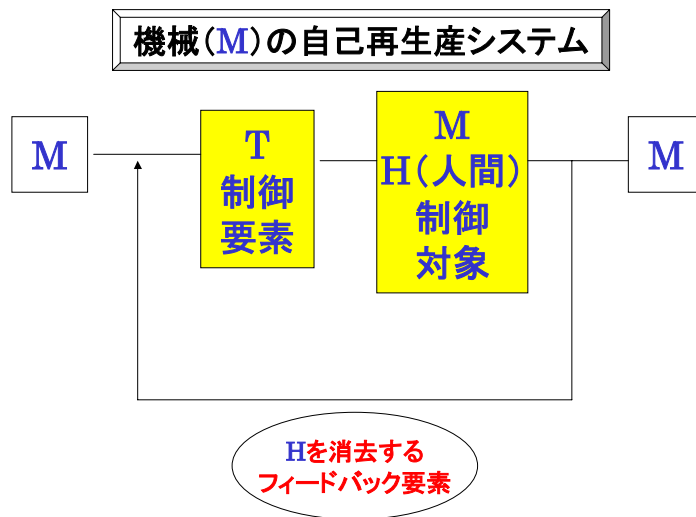 機械(M)の自己再生産システム
M
T
制御
要素
M
H(人間)
制御
対象
M
Hを消去する
フィードバック要素